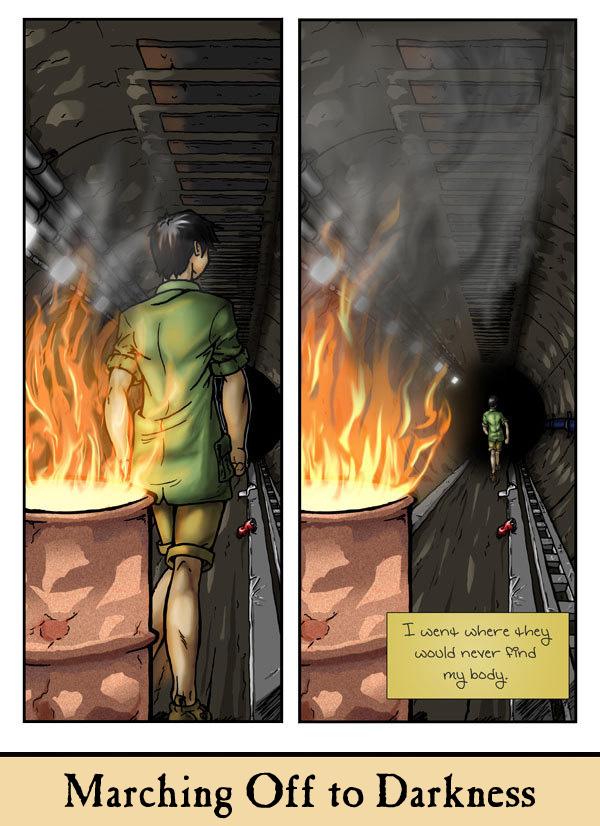 I went where they
would never find
my body.
Marching Off to Darkness